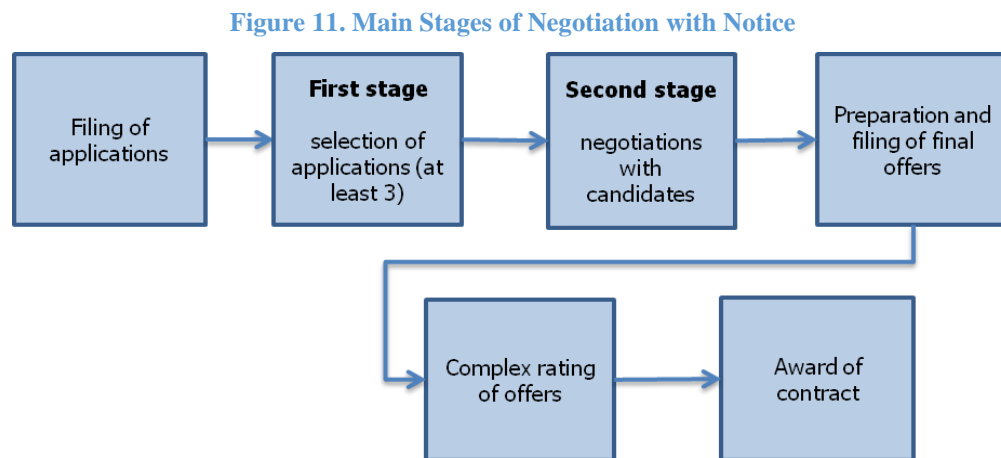 Figure 11. Main Stages of Negotiation with Notice
Filing of
applications
First stage
selection of
applications (at
least 3)
Second stage
negotiations
with
candidates
Preparation and
filing of final
offers
Complex rating
of offers
Award of
contract